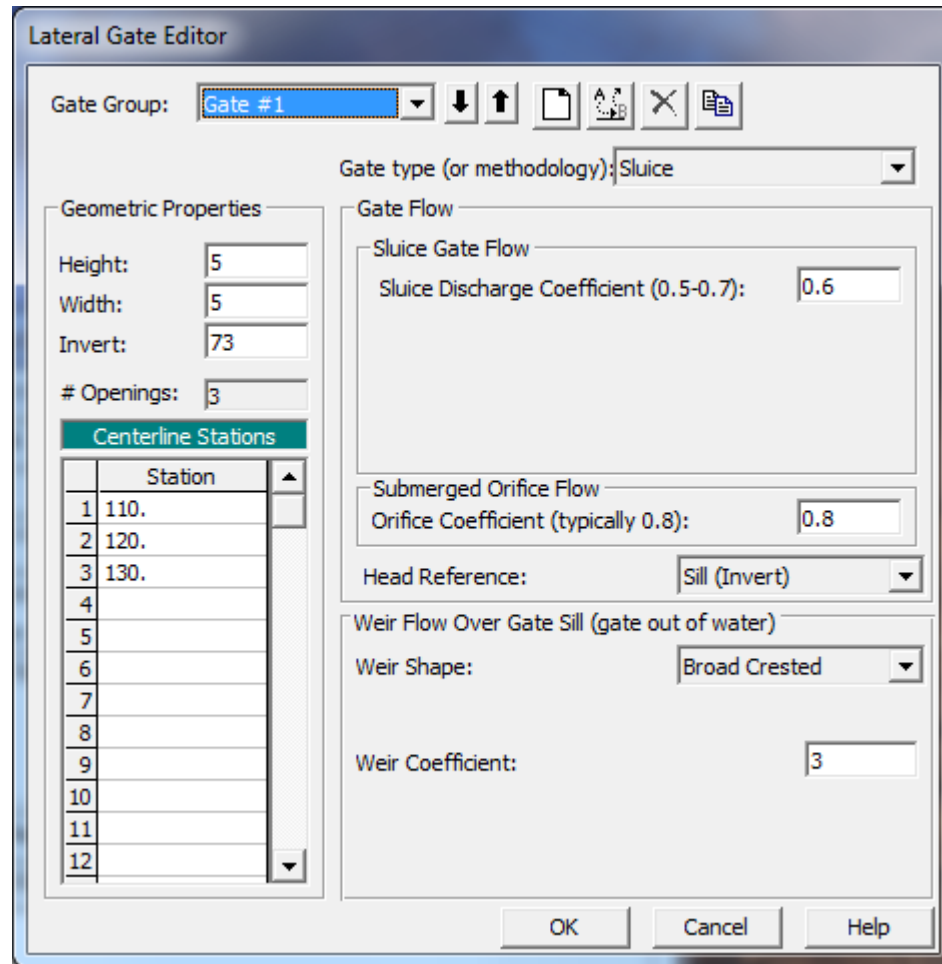 Lateral Gate Editor
Gate Group: Gate #1
Gate type (or methodology): Sluice
Geometric Properties
Height: 5
Width: 5
Invert: 73
# Openings: 3
Centerline Stations
Station
1 110.
2 120.
3 130.
4
5
6
7
8
9
10
11
12
Gate Flow
Sluice Gate Flow
Sluice Discharge Coefficient (0.5-0.7): 0.6
Submerged Orifice Flow
Orifice Coefficient (typically 0.8): 0.8
Head Reference: Sill (Invert)
Weir Flow Over Gate Sill (gate out of water)
Weir Shape: Broad Crested
Weir Coefficient: 3
OK Cancel Help